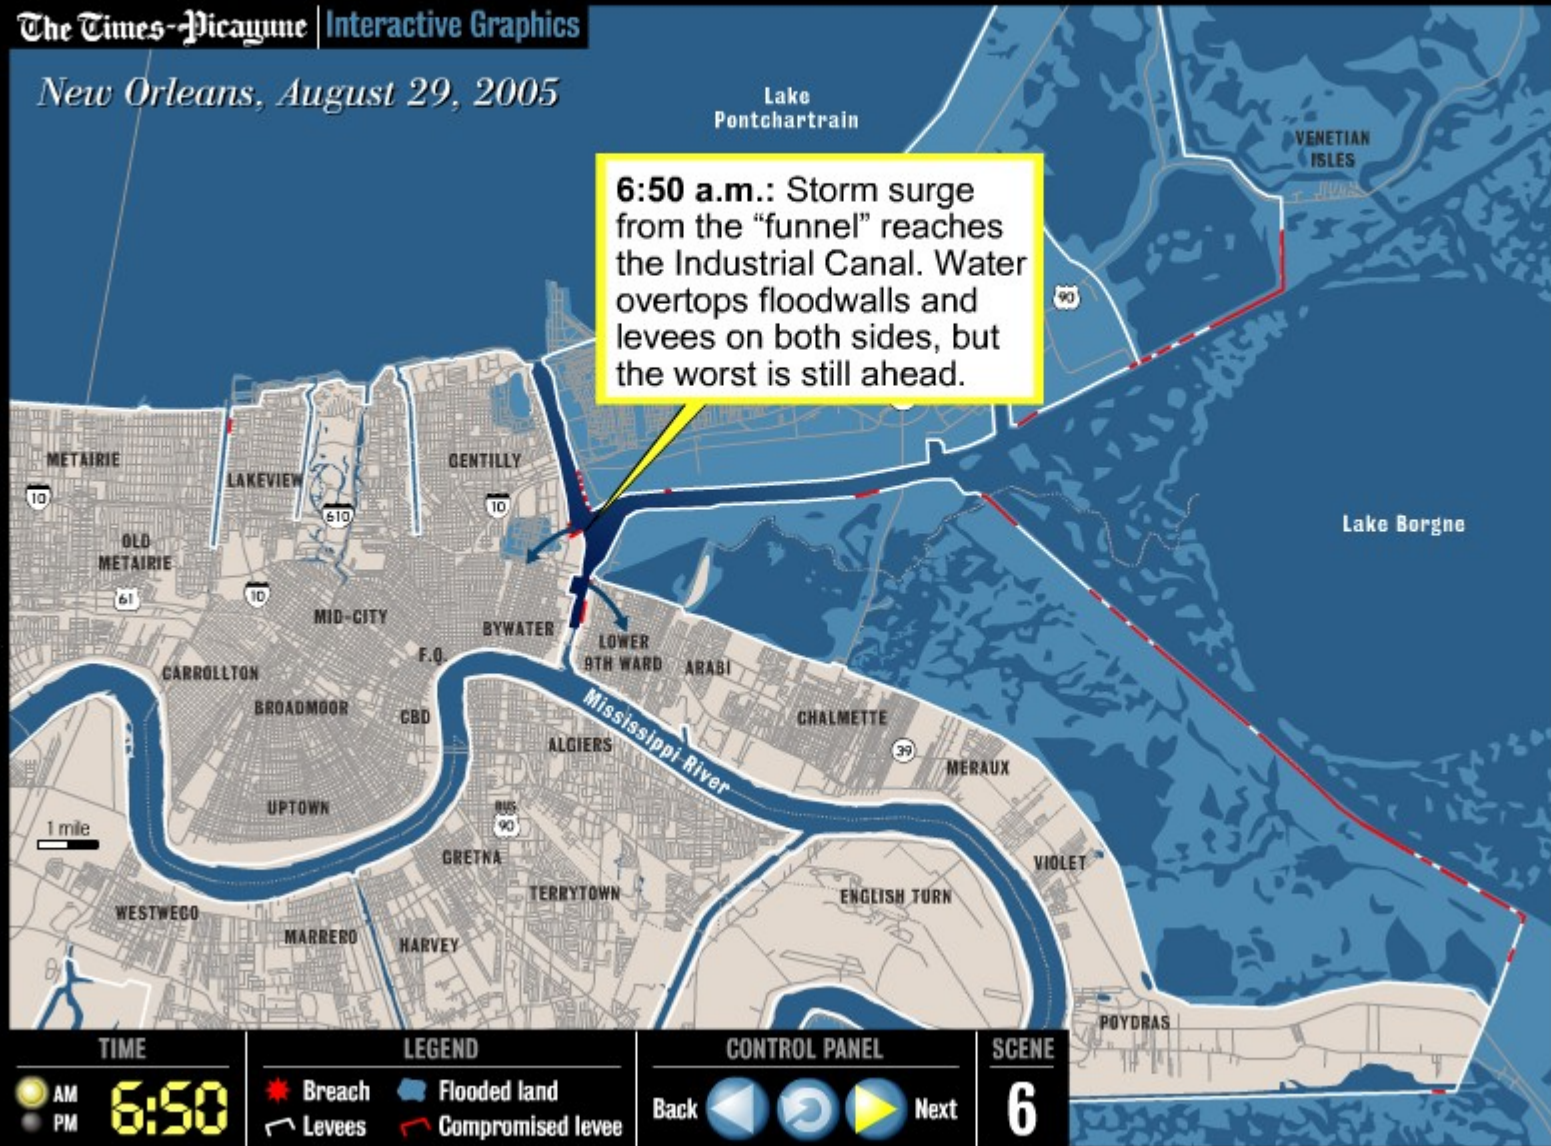 The Times-Picayune | Interactive Graphics
New Orleans, August 29, 2005
Lake
Pontchartrain
VENETIAN
ISLES
6:50 a.m.: Storm surge
from the “funnel” reaches
the Industrial Canal. Water
overtops floodwalls and
levees on both sides, but
the worst is still ahead.
90
METAIRIE
10
LAKEVIEW
GENTILLY
10
610
Lake Borgne
OLD
METAIRIE
61
10
MID-CITY
BYWATER
LOWER
9TH WARD
ARABI
F.Q.
CARROLLTON
BROADMOOR
CBD
Mississippi River
CHALMETTE
39
ALGIERS
MERAUX
UPTOWN
BUS
90
1 mile
GRETNA
VIOLET
TERRYTOWN
ENGLISH TURN
WESTWEGO
MARRERO
HARVEY
POYDRAS
TIME
AM
PM
6:50
LEGEND
Breach
Flooded land
Levees
Compromised levee
CONTROL PANEL
Back
Next
SCENE
6